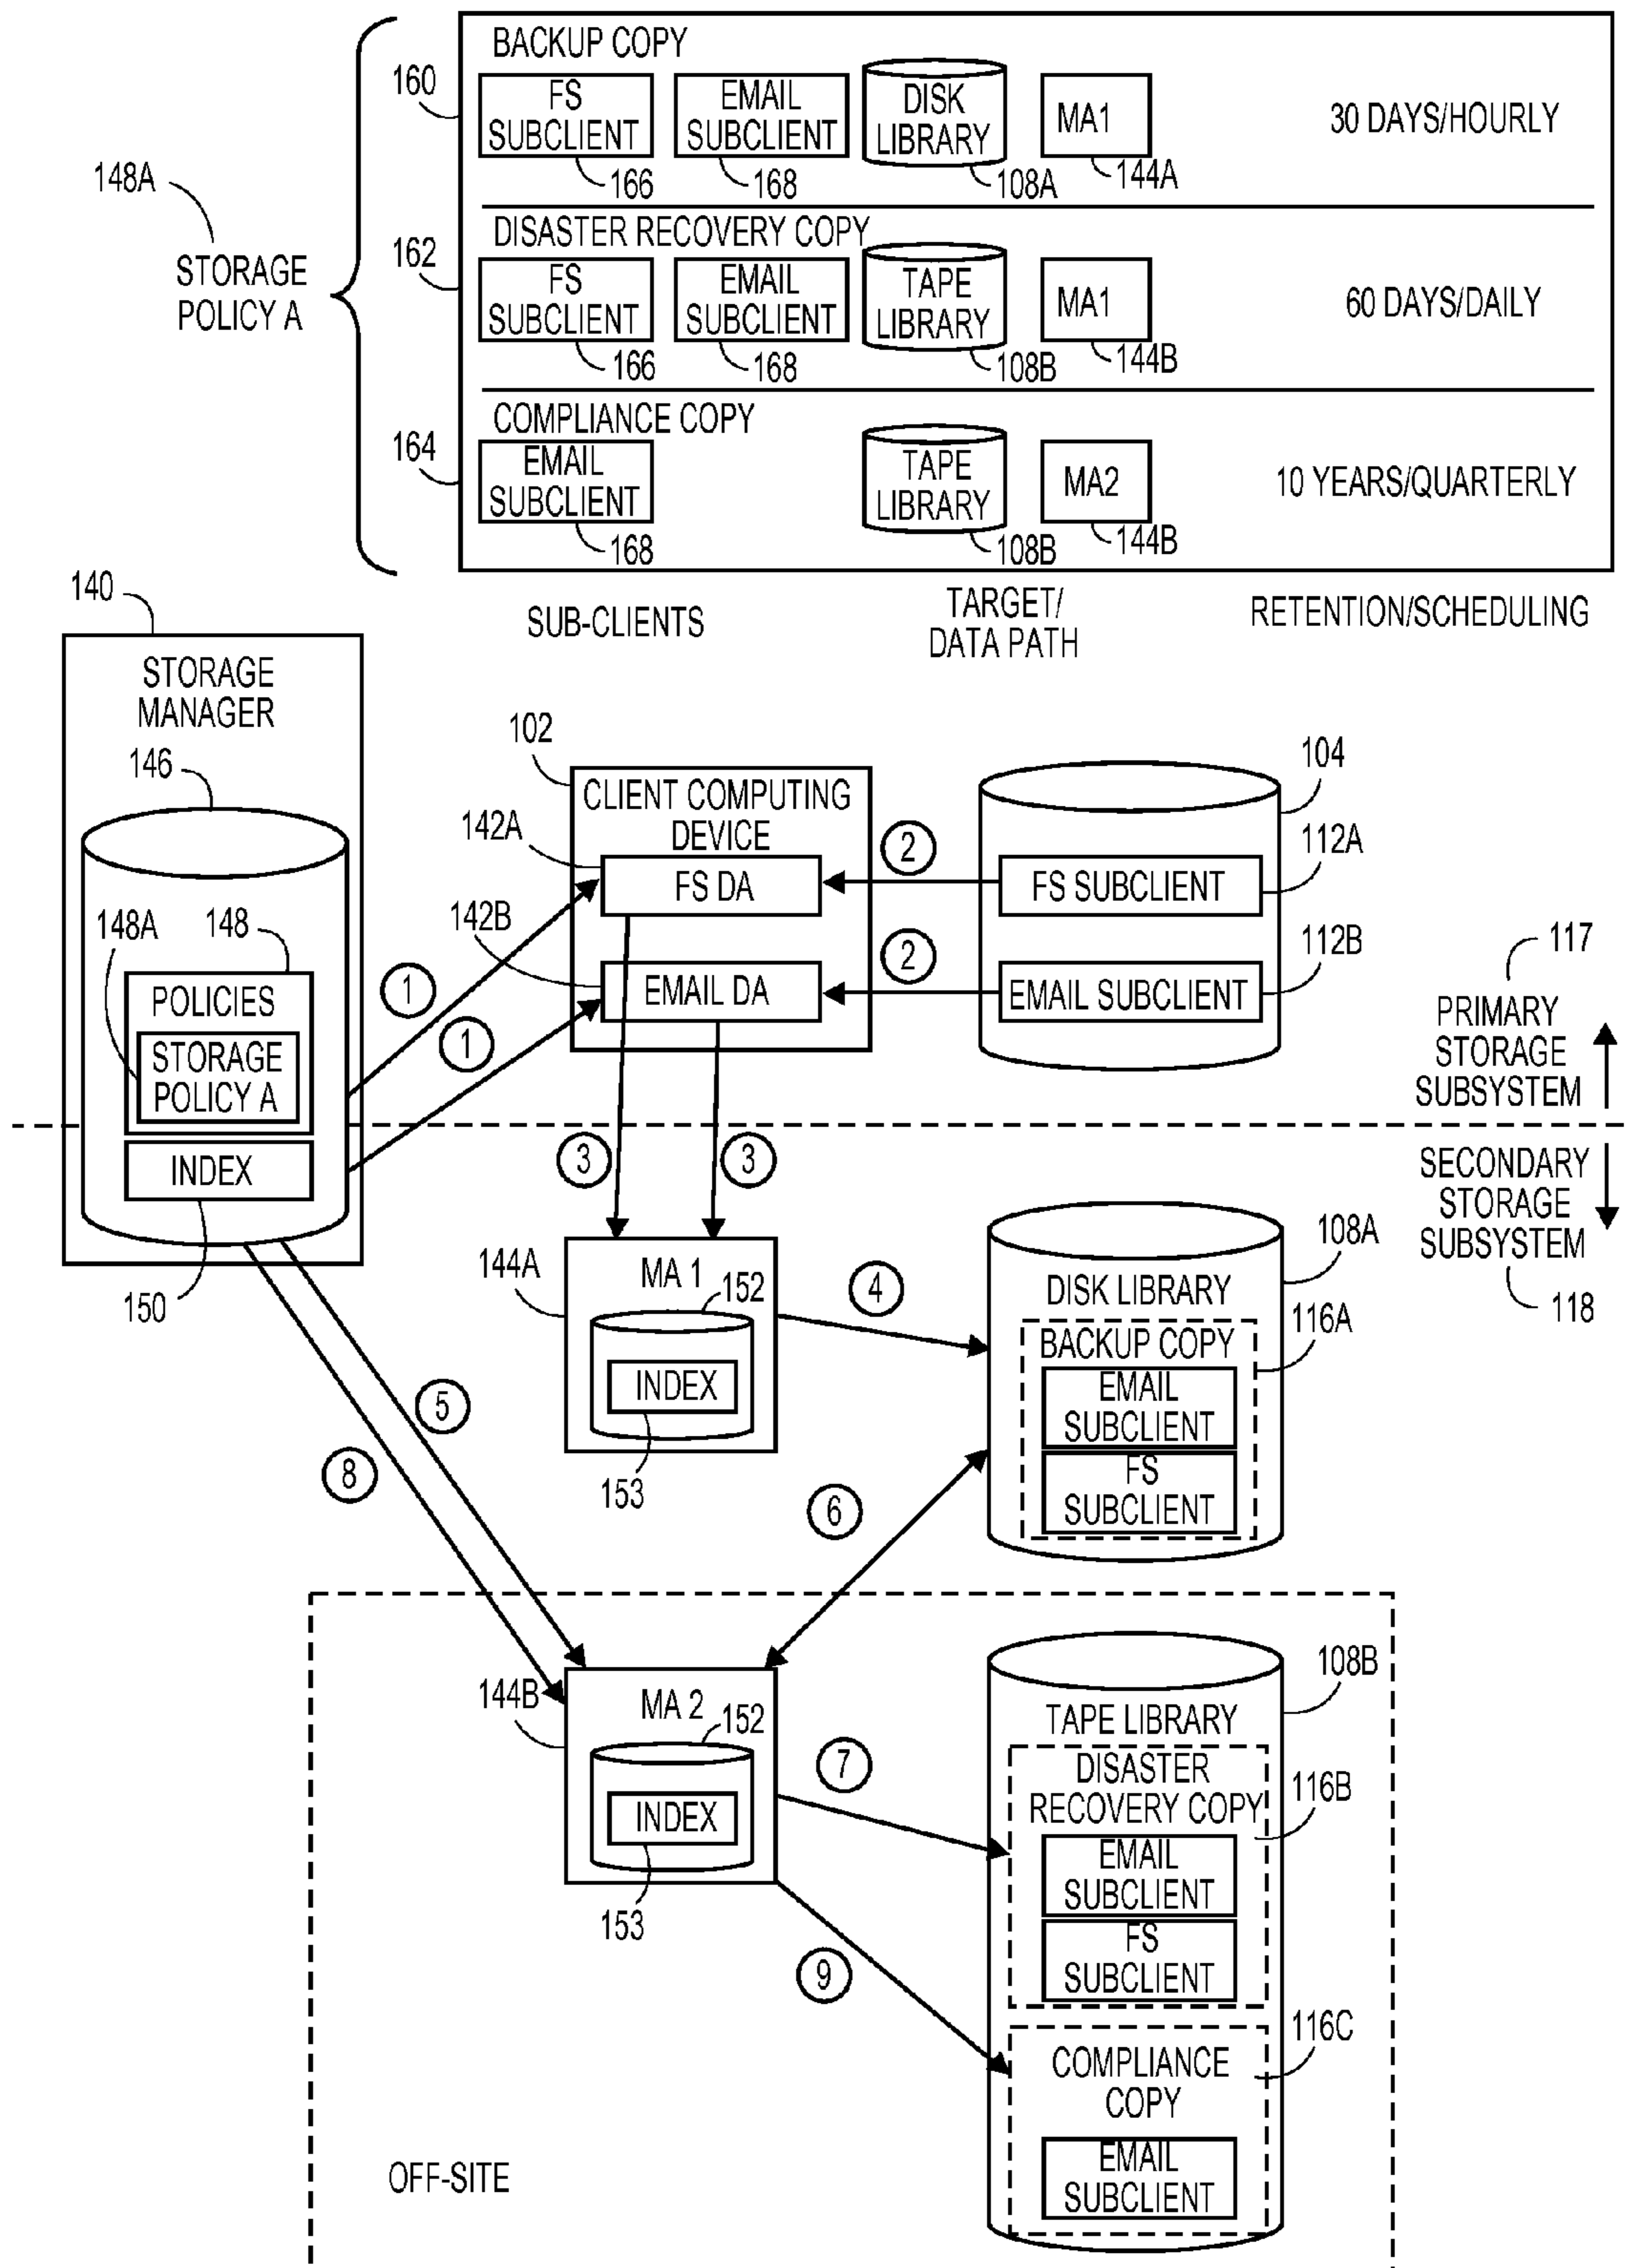 BACKUP COPY
160
FS
SUBCLIENT
166
EMAIL
SUBCLIENT
168
DISK
LIBRARY
108A
MA1
144A
30 DAYS/HOURLY
148A
STORAGE
POLICY A
DISASTER RECOVERY COPY
162
FS
SUBCLIENT
166
EMAIL
SUBCLIENT
168
TAPE
LIBRARY
108B
MA1
144B
60 DAYS/DAILY
COMPLIANCE COPY
164
EMAIL
SUBCLIENT
168
TAPE
LIBRARY
108B
MA2
144B
10 YEARS/QUARTERLY
SUB-CLIENTS
TARGET/
DATA PATH
RETENTION/SCHEDULING
140
STORAGE
MANAGER
146
148A
148
POLICIES
STORAGE
POLICY A
INDEX
150
102
CLIENT COMPUTING
DEVICE
142A
FS DA
142B
EMAIL DA
104
112A
FS SUBCLIENT
112B
EMAIL SUBCLIENT
1
1
2
2
117
PRIMARY
STORAGE
SUBSYSTEM
SECONDARY
STORAGE
SUBSYSTEM
118
3
3
144A
MA 1
152
INDEX
153
4
108A
DISK LIBRARY
116A
BACKUP COPY
EMAIL
SUBCLIENT
FS
SUBCLIENT
5
8
6
144B
MA 2
152
INDEX
153
7
9
108B
TAPE LIBRARY
DISASTER
RECOVERY COPY
116B
EMAIL
SUBCLIENT
FS
SUBCLIENT
116C
COMPLIANCE
COPY
EMAIL
SUBCLIENT
OFF-SITE